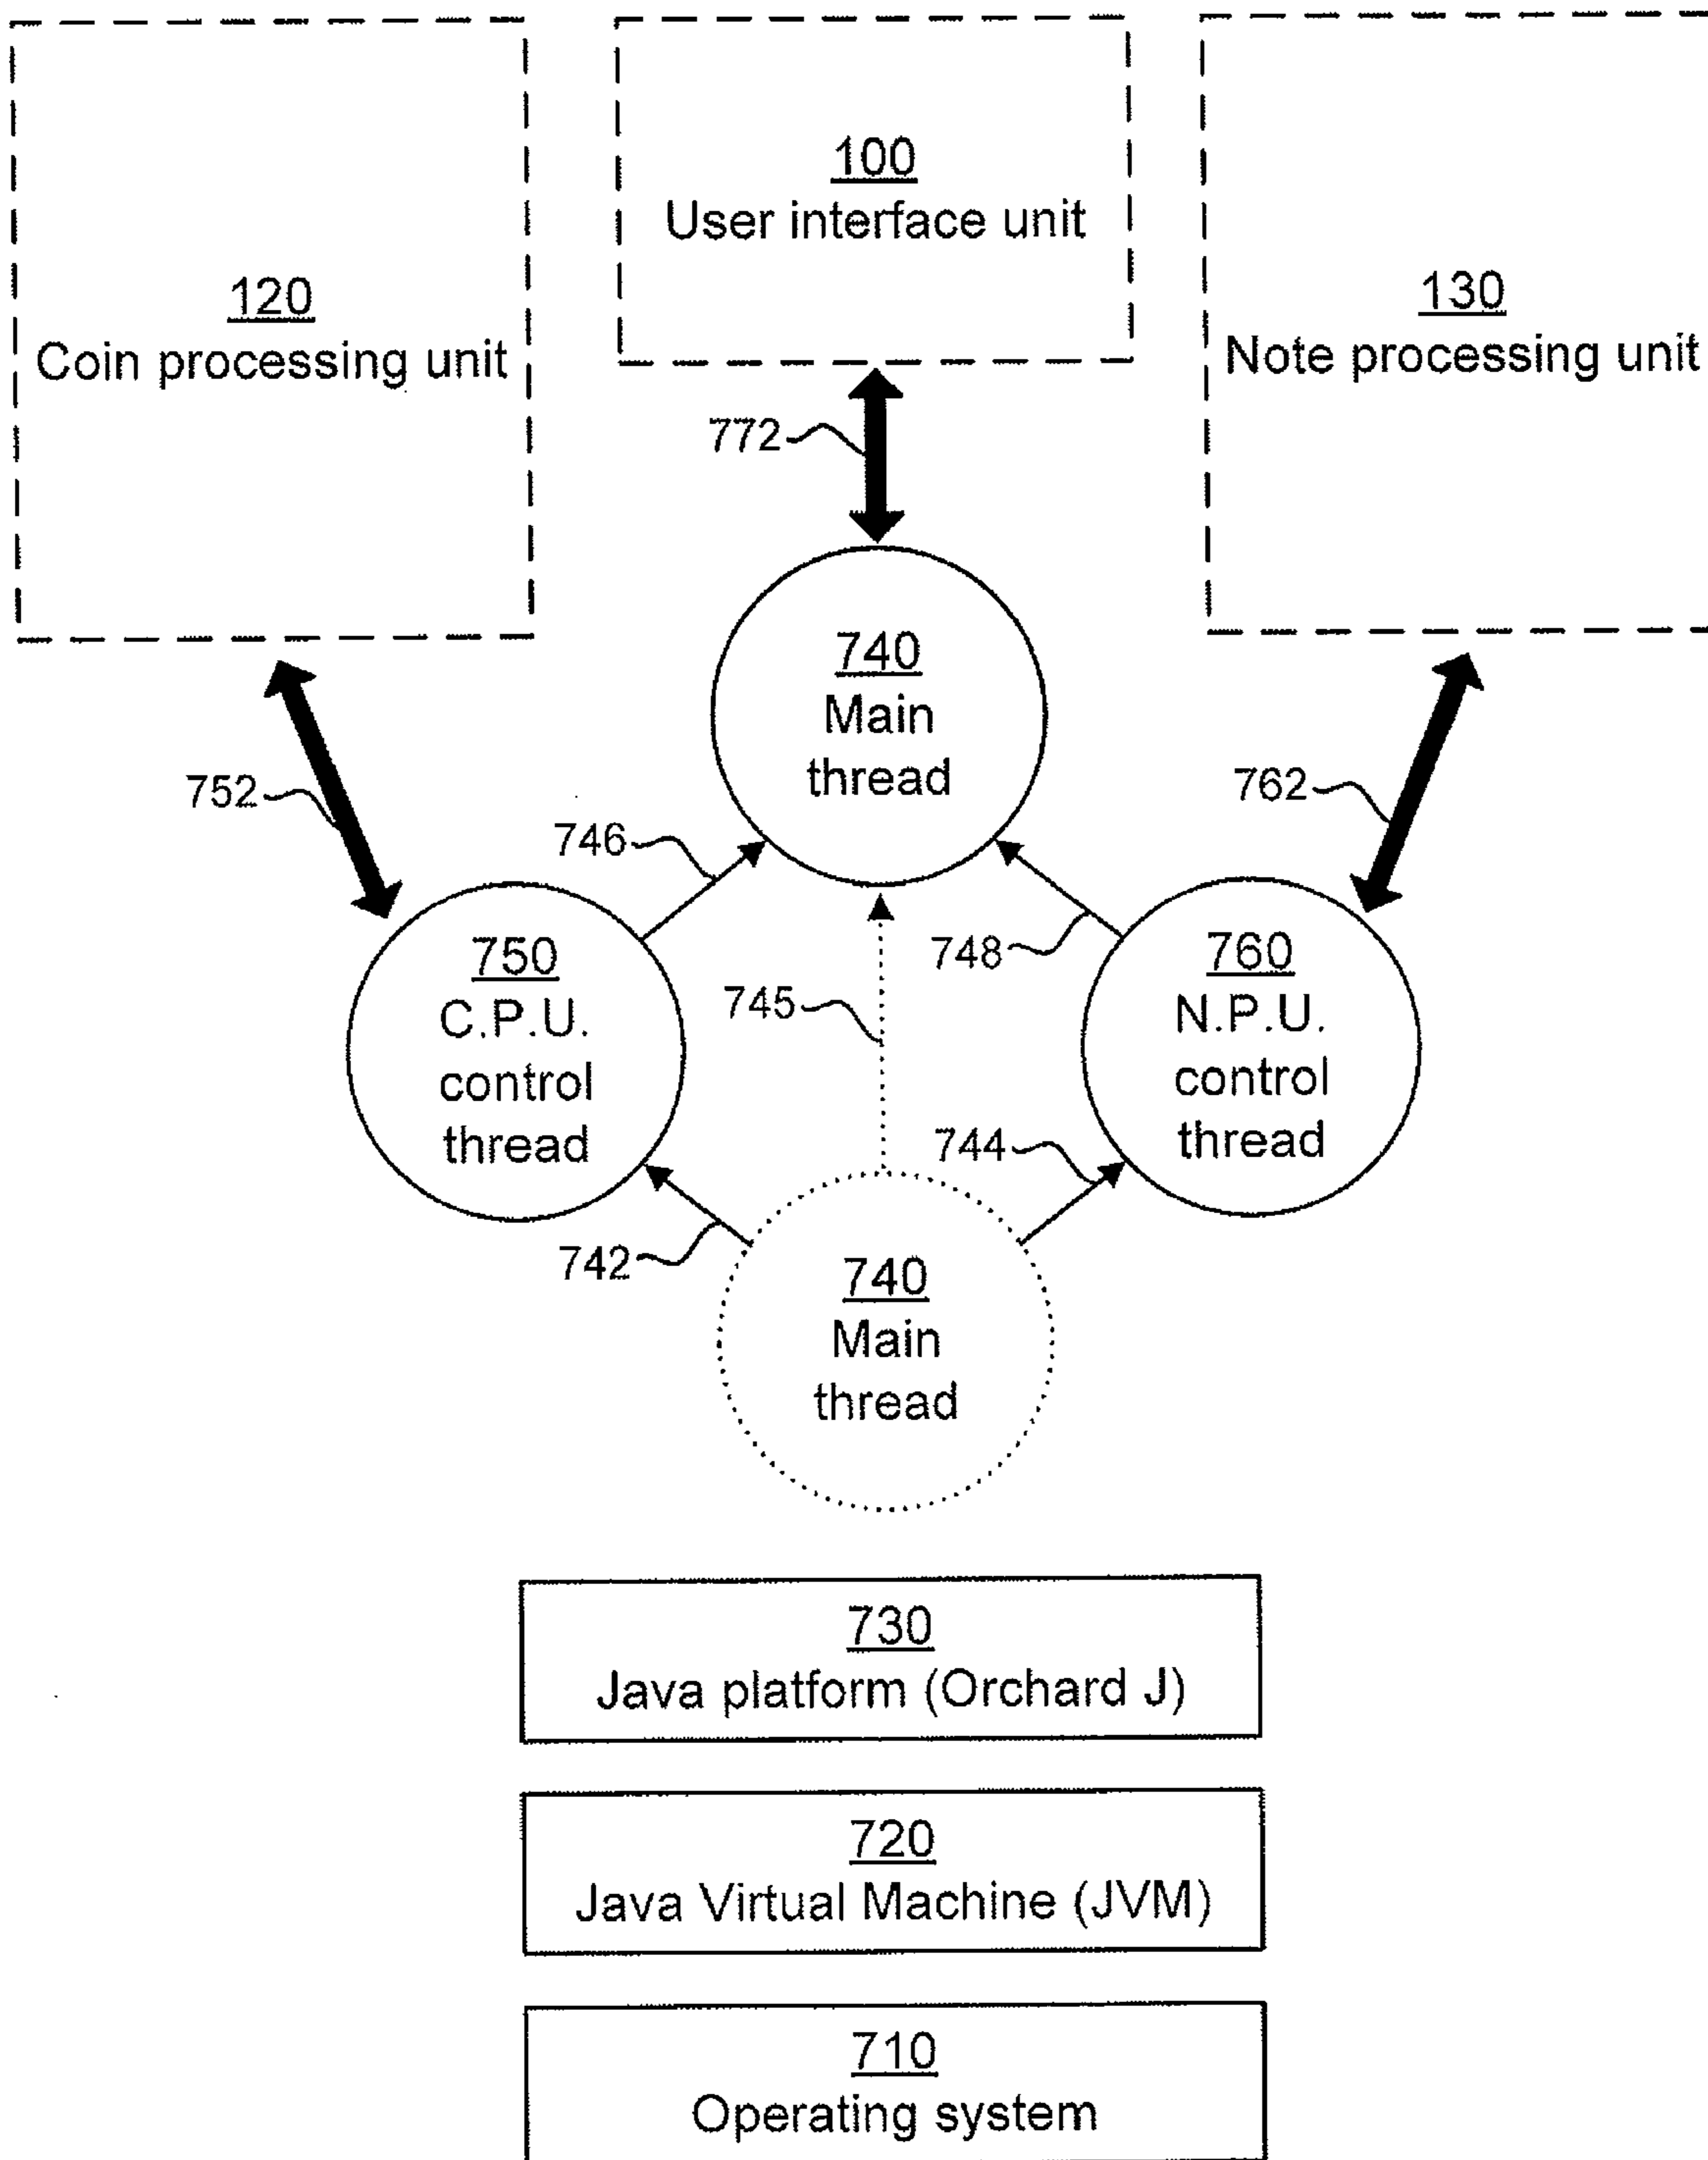 100
User interface unit
120
Coin processing unit
130
Note processing unit
772
740
Main
thread
752
762
746
748
750
C.P.U.
control
thread
745
760
N.P.U.
control
thread
742
744
740
Main
thread
730
Java platform (Orchard J)
720
Java Virtual Machine (JVM)
710
Operating system